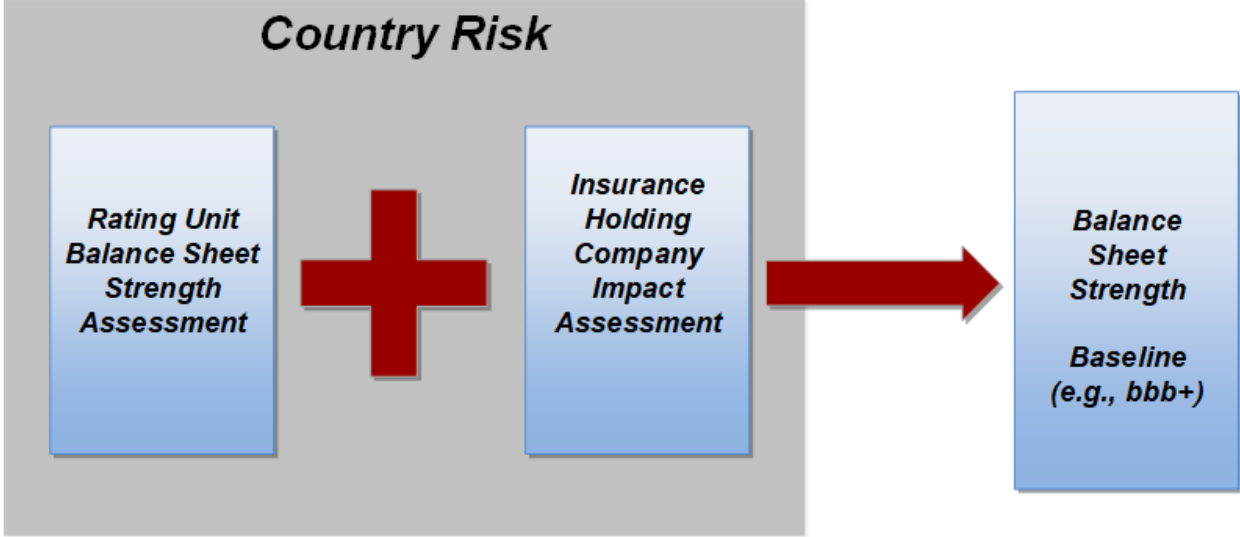 Country Risk
Rating Unit
Balance Sheet
Strength
Assessment
Insurance
Holding
Company
Impact
Assessment
Balance
Sheet
Strength
Baseline
(e.g., bbb+)